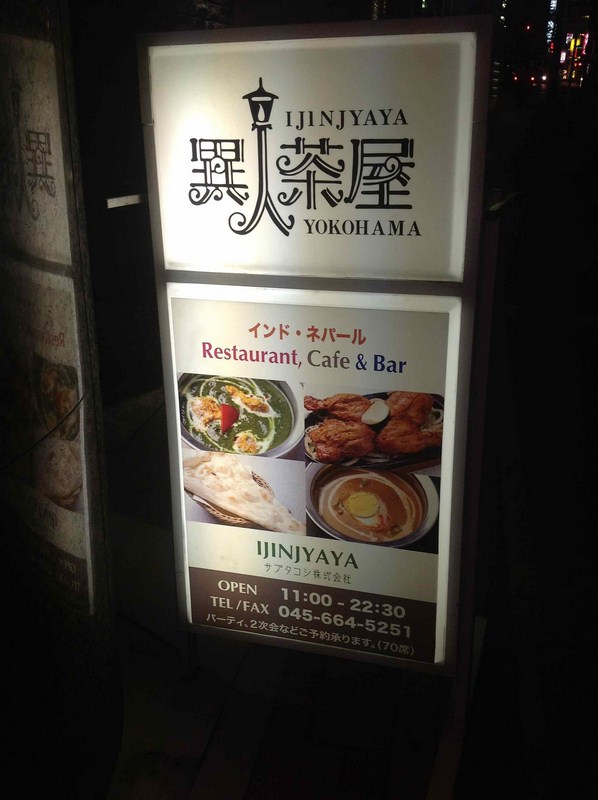 IJINJYAYA
異人茶屋
YOKOHAMA
インド・ネパール
Restaurant, Cafe & Bar
IJINJYAYA
サプタコシ株式会社
OPEN 11:00 - 22:30
TEL/FAX 045-664-5251
パーティ、2次会などご予約承ります。(70席)